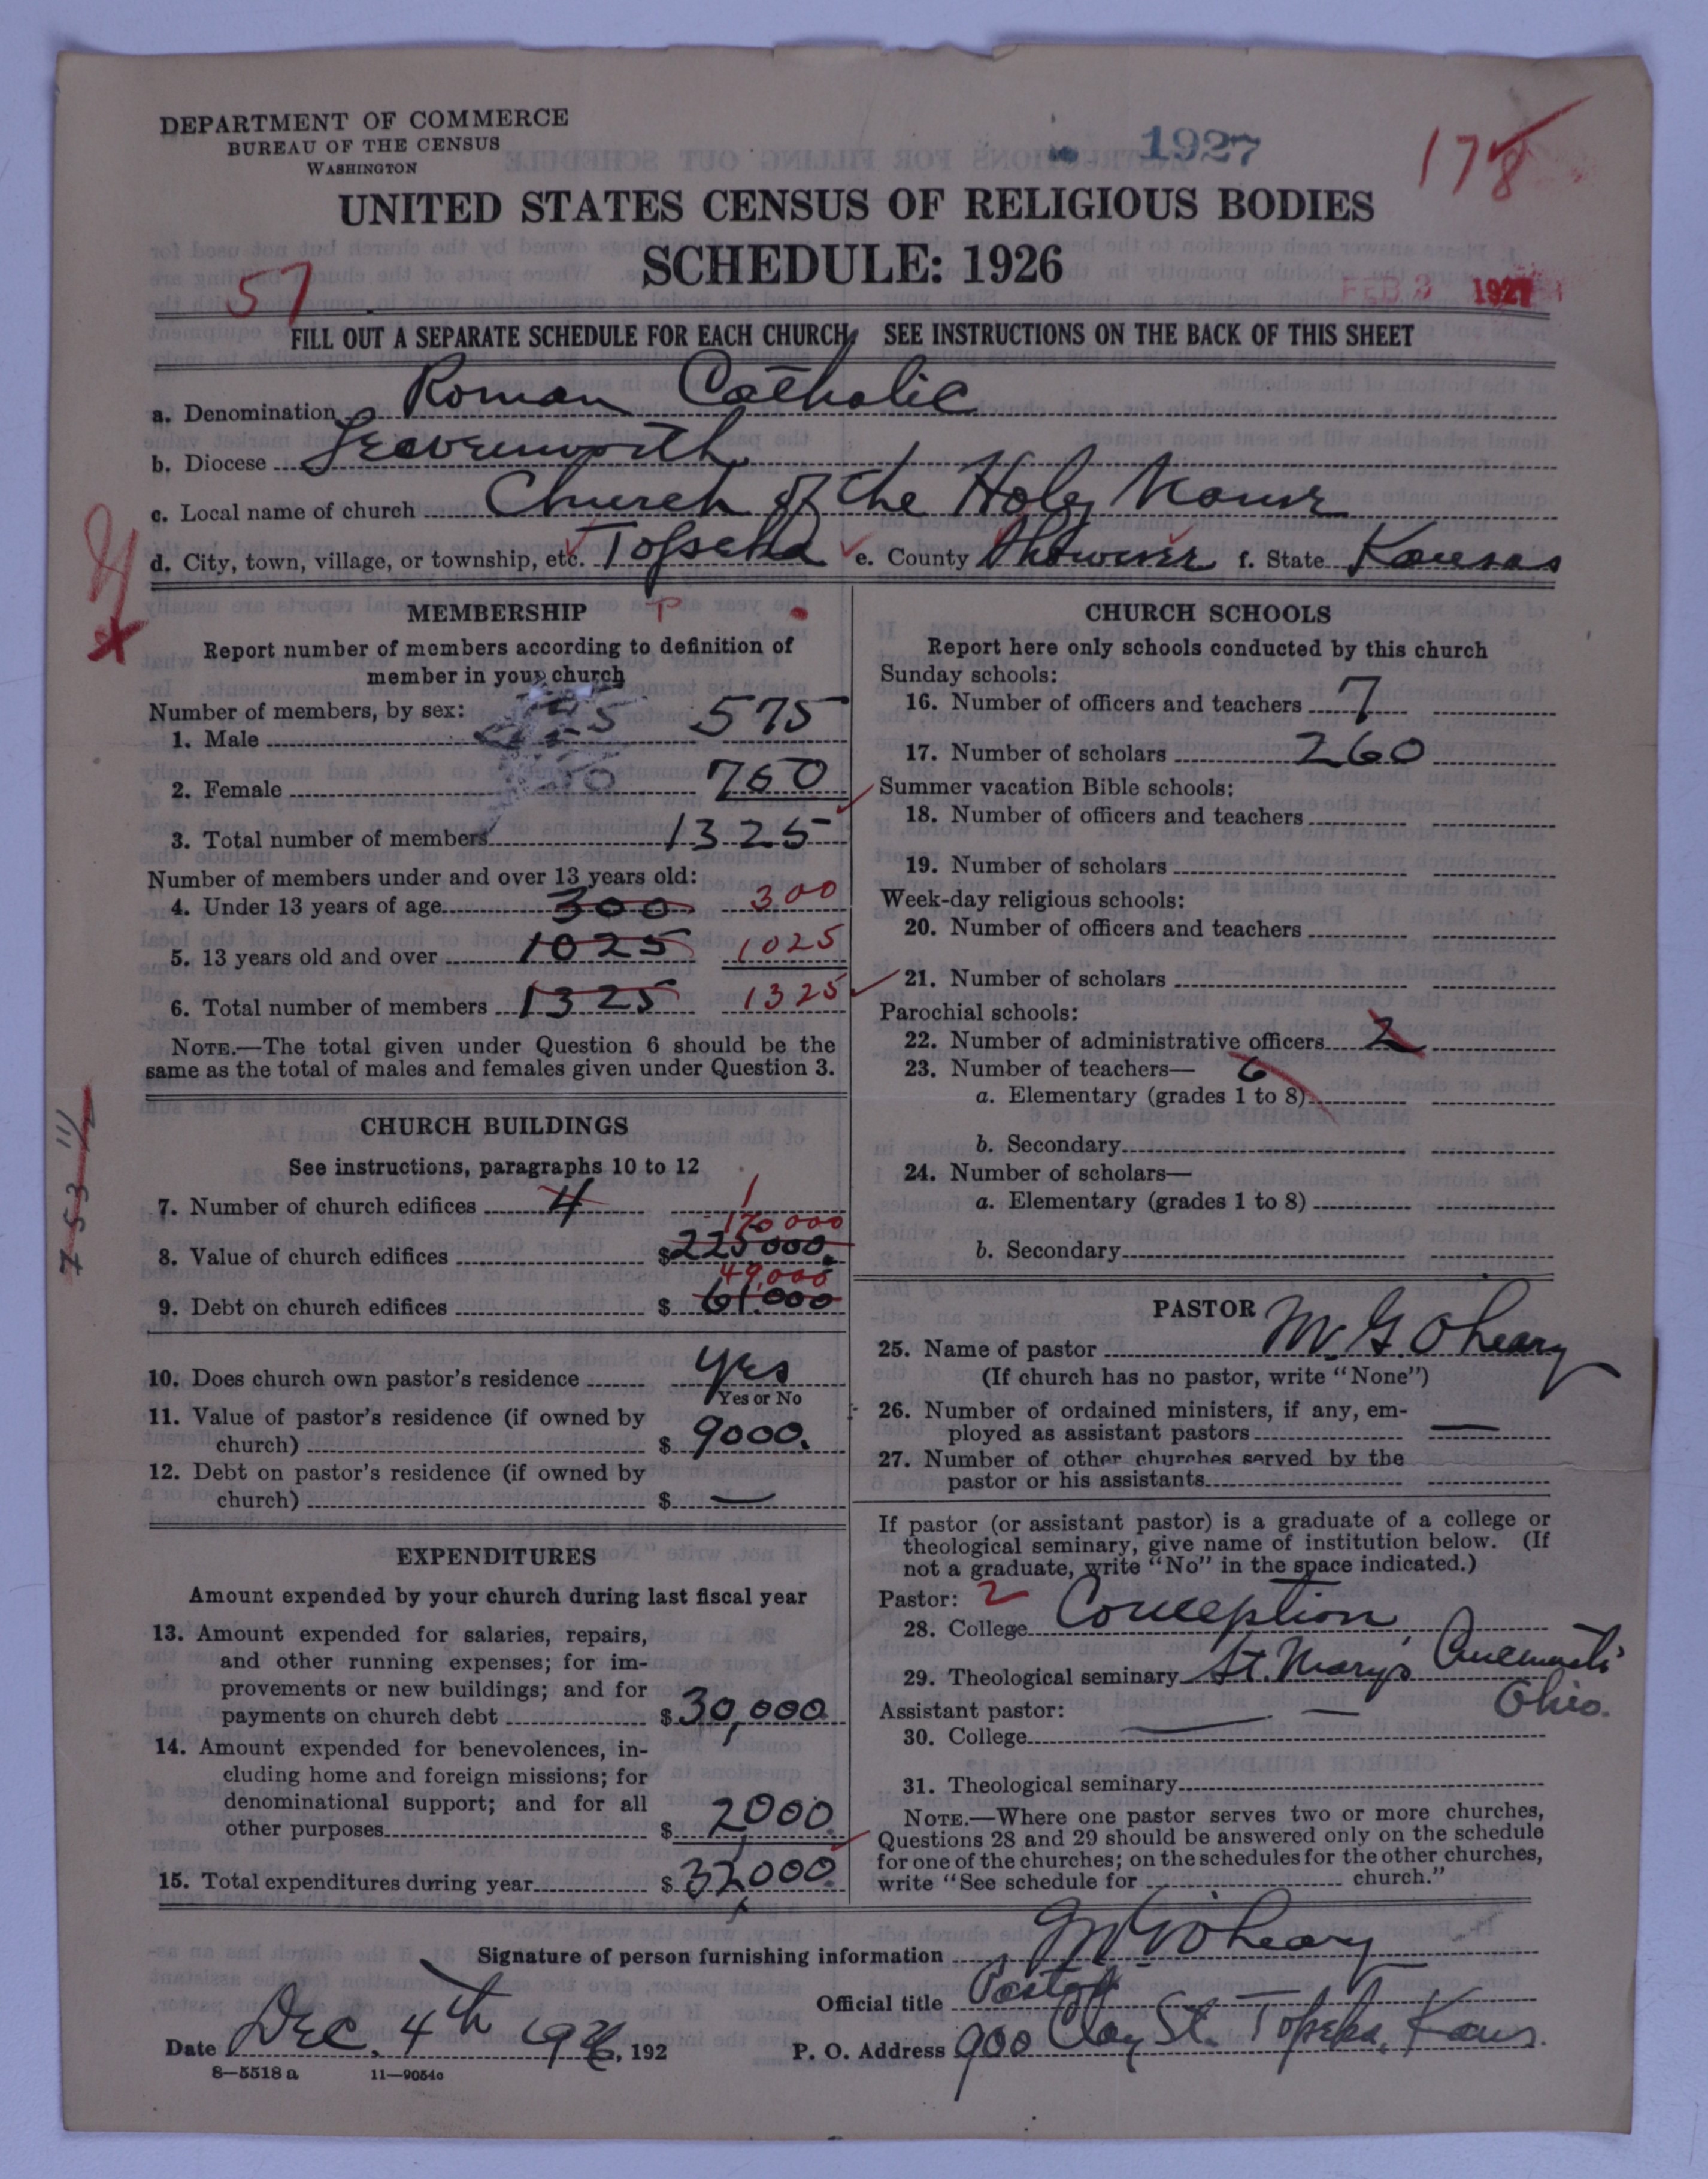 DEPARTMENT OF COMMERCE
BUREAU OF THE CENSUS
WASHINGTON
1927
178
UNITED STATES CENSUS OF RELIGIOUS BODIES
SCHEDULE: 1926
57
FEB 3 1927
FILL OUT A SEPARATE SCHEDULE FOR EACH CHURCH. SEE INSTRUCTIONS ON THE BACK OF THIS SHEET
a. Denomination Roman Catholic
b. Diocese Leavenworth
c. Local name of church Church of the Holy Name
d. City, town, village, or township, etc. Topeka e. County Shawnee f. State Kansas
MEMBERSHIP
Report number of members according to definition of
member in your church
Number of members, by sex:
1. Male 575
2. Female 750
3. Total number of members 1325
Number of members under and over 13 years old:
4. Under 13 years of age 300 300
5. 13 years old and over 1025 1025
6. Total number of members 1325 1325
NOTE.—The total given under Question 6 should be the
same as the total of males and females given under Question 3.
CHURCH BUILDINGS
See instructions, paragraphs 10 to 12
7. Number of church edifices 4 1
170000
8. Value of church edifices $ 225000.
49,000
9. Debt on church edifices $ 61.000
10. Does church own pastor's residence yes
Yes or No
11. Value of pastor's residence (if owned by
church) $ 9000.
12. Debt on pastor's residence (if owned by
church) $ —
EXPENDITURES
Amount expended by your church during last fiscal year
13. Amount expended for salaries, repairs,
and other running expenses; for im-
provements or new buildings; and for
payments on church debt $ 30,000
14. Amount expended for benevolences, in-
cluding home and foreign missions; for
denominational support; and for all
other purposes $ 2000.
15. Total expenditures during year $ 32,000
CHURCH SCHOOLS
Report here only schools conducted by this church
Sunday schools:
16. Number of officers and teachers 7
17. Number of scholars 260
Summer vacation Bible schools:
18. Number of officers and teachers
19. Number of scholars
Week-day religious schools:
20. Number of officers and teachers
21. Number of scholars
Parochial schools:
22. Number of administrative officers 2
23. Number of teachers— 6
a. Elementary (grades 1 to 8)
b. Secondary
24. Number of scholars—
a. Elementary (grades 1 to 8)
b. Secondary
PASTOR
25. Name of pastor M. G. O'Leary
(If church has no pastor, write "None")
26. Number of ordained ministers, if any, em-
ployed as assistant pastors —
27. Number of other churches served by the
pastor or his assistants
If pastor (or assistant pastor) is a graduate of a college or
theological seminary, give name of institution below. (If
not a graduate, write "No" in the space indicated.)
Pastor: 2
28. College Conception
29. Theological seminary St. Marys, Cincinnati
Ohio.
Assistant pastor:
30. College — —
31. Theological seminary
NOTE.—Where one pastor serves two or more churches,
Questions 28 and 29 should be answered only on the schedule
for one of the churches; on the schedules for the other churches,
write "See schedule for church."
Signature of person furnishing information M G O'Leary
Official title Pastor
Date Dec. 4th 1926, 192
P. O. Address 900 Clay St. Topeka, Kans.
8—5518 a 11—9054c